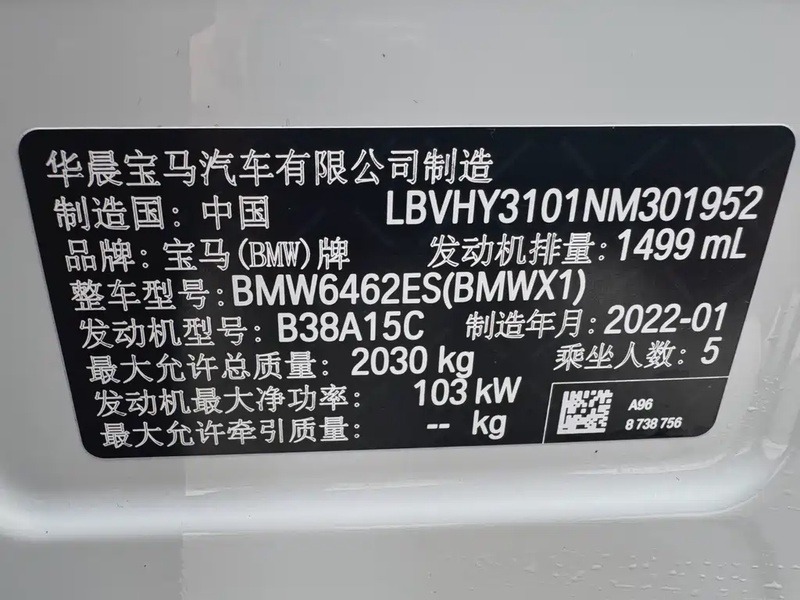 华晨宝马汽车有限公司制造
制造国: 中国 LBVHY3101NM301952
品牌: 宝马(BMW)牌 发动机排量: 1499 mL
整车型号: BMW6462ES(BMWX1)
发动机型号: B38A15C 制造年月: 2022-01
最大允许总质量: 2030 kg 乘坐人数: 5
发动机最大净功率: 103 kW
最大允许牵引质量: -- kg
A96
8 738 756